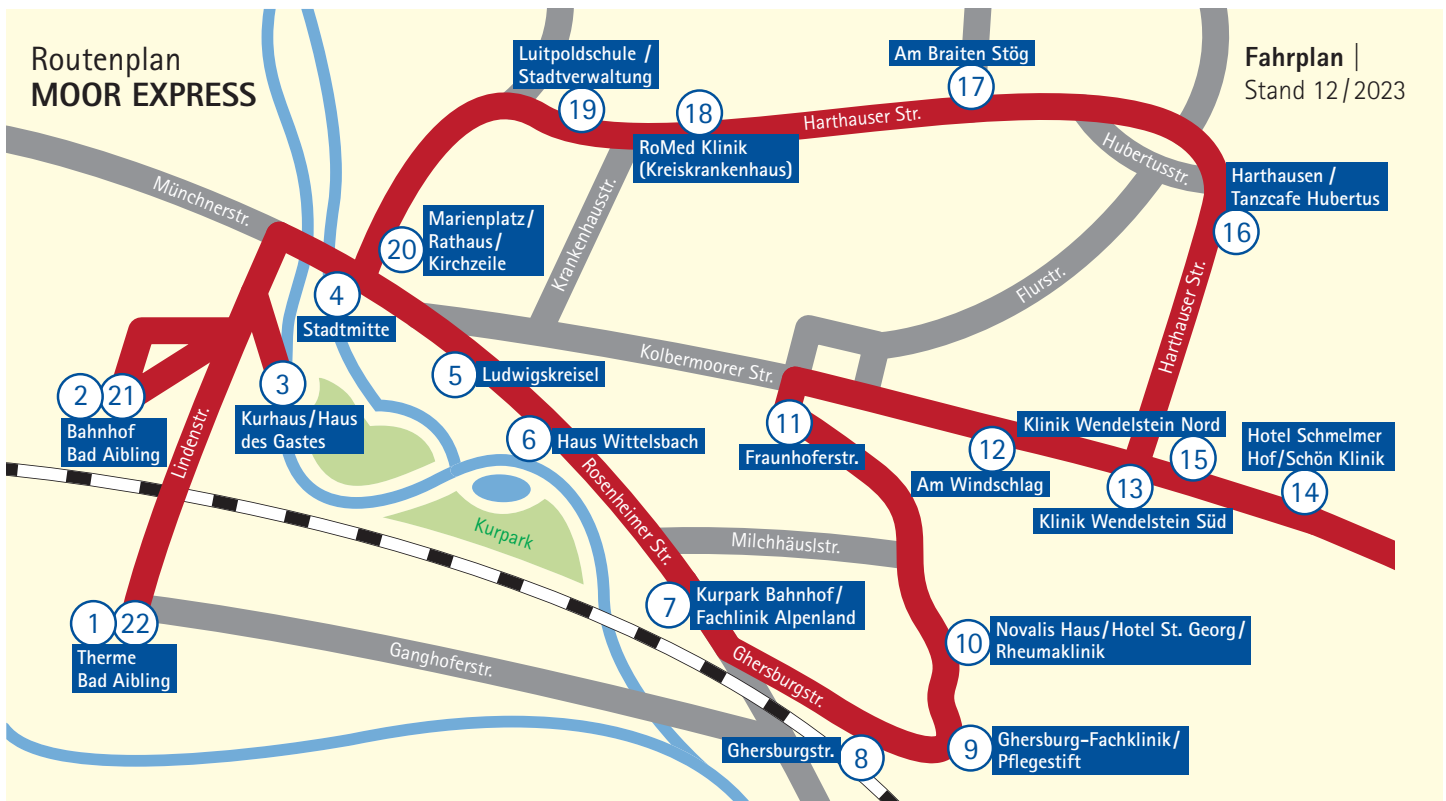 Routenplan
MOOR EXPRESS
Fahrplan |
Stand 12/2023
Luitpoldschule /
Stadtverwaltung
19
18
RoMed Klinik
(Kreiskrankenhaus)
Am Braiten Stög
17
Harthauser Str.
Hubertusstr.
Harthausen /
Tanzcafe Hubertus
16
Münchnerstr.
20
Marienplatz/
Rathaus/
Kirchzeile
Krankenhausstr.
Flurstr.
Harthauser Str.
4
Stadtmitte
Kolbermoorer Str.
5
Ludwigskreisel
3
Kurhaus/Haus
des Gastes
2
21
Bahnhof
Bad Aibling
Lindenstr.
6
Haus Wittelsbach
11
Fraunhoferstr.
12
Am Windschlag
Klinik Wendelstein Nord
15
13
Klinik Wendelstein Süd
Hotel Schmelmer
Hof/Schön Klinik
14
Rosenheimer Str.
Kurpark
Milchhäuslstr.
7
Kurpark Bahnhof/
Fachlinik Alpenland
1
22
Therme
Bad Aibling
Ganghoferstr.
Ghersburgstr.
10
Novalis Haus/Hotel St. Georg/
Rheumaklinik
Ghersburgstr.
8
9
Ghersburg-Fachklinik/
Pflegestift